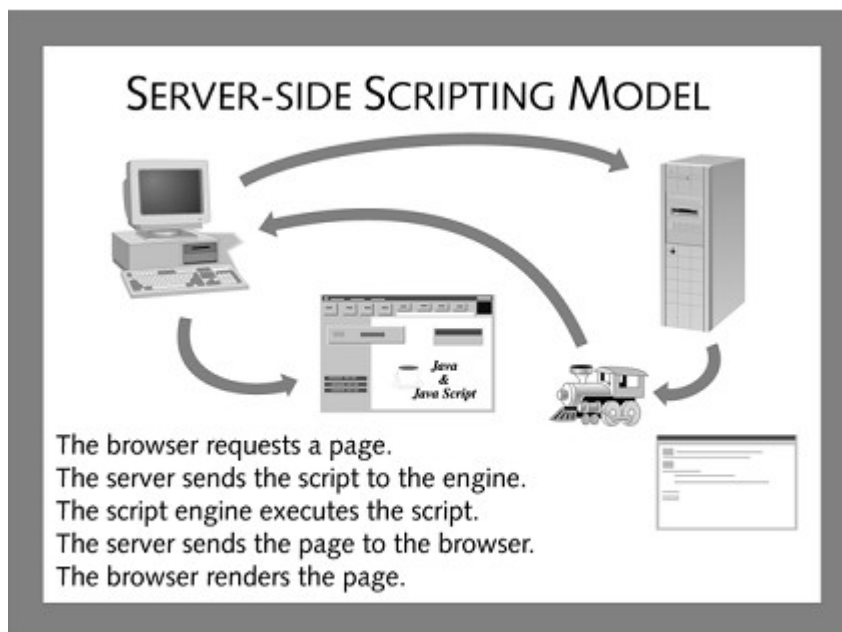 SERVER-SIDE SCRIPTING MODEL
Java
&
Java Script
The browser requests a page.
The server sends the script to the engine.
The script engine executes the script.
The server sends the page to the browser.
The browser renders the page.